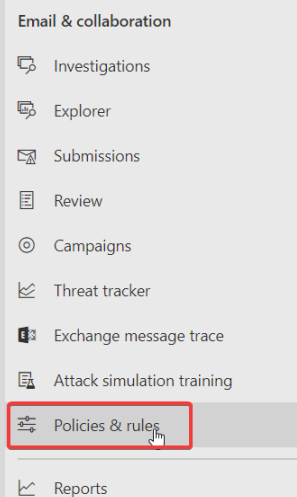 Email & collaboration
Investigations
Explorer
Submissions
Review
Campaigns
Threat tracker
Exchange message trace
Attack simulation training
Policies & rules
Reports